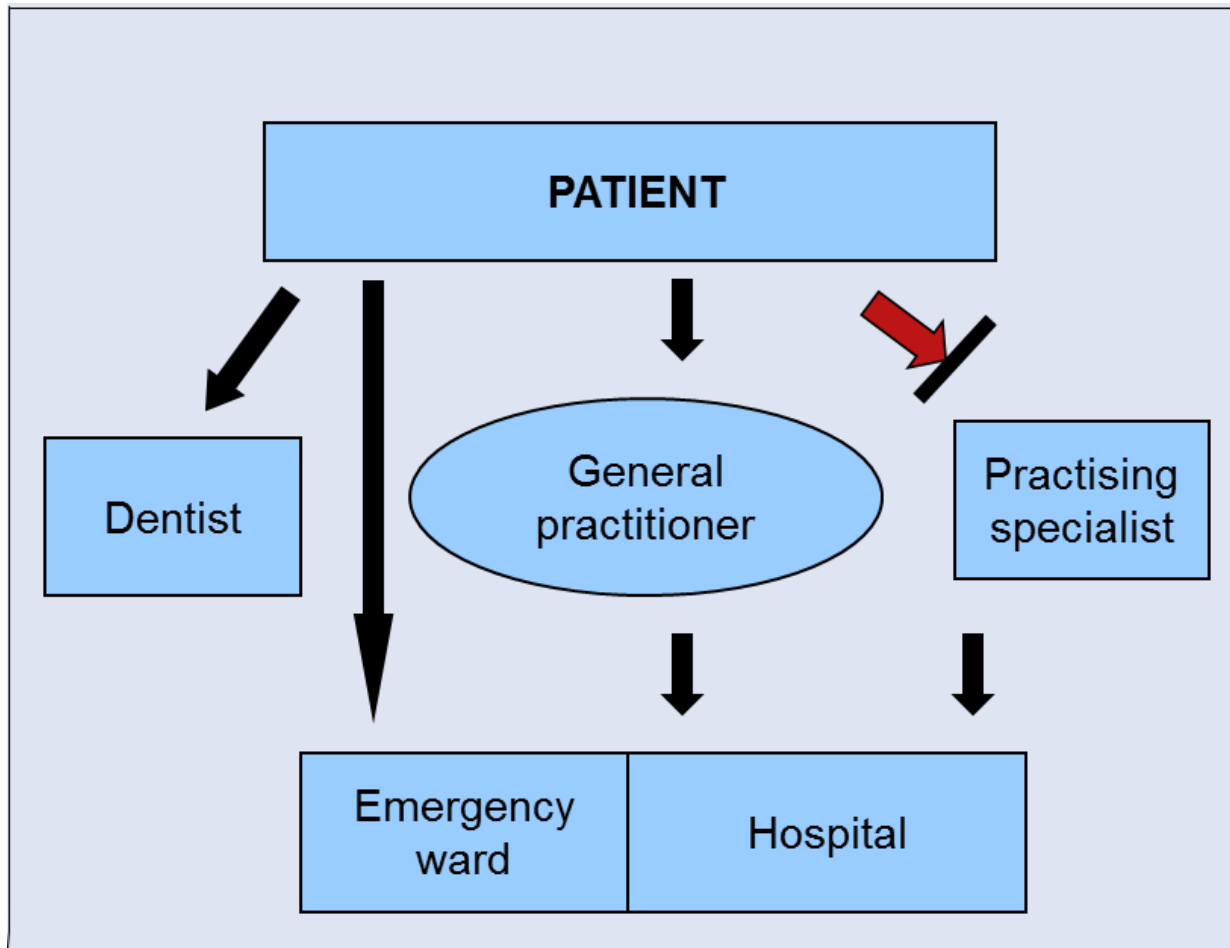 PATIENT
Dentist
General
practitioner
Practising
specialist
Emergency
ward
Hospital